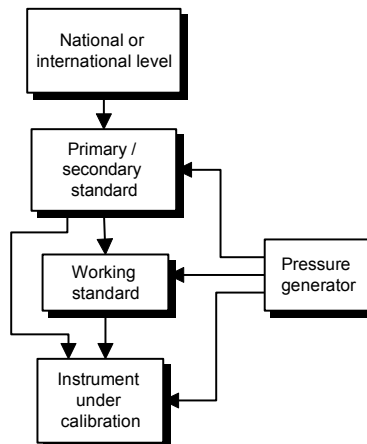 National or
international level
Primary /
secondary
standard
Working
standard
Pressure
generator
Instrument
under
calibration